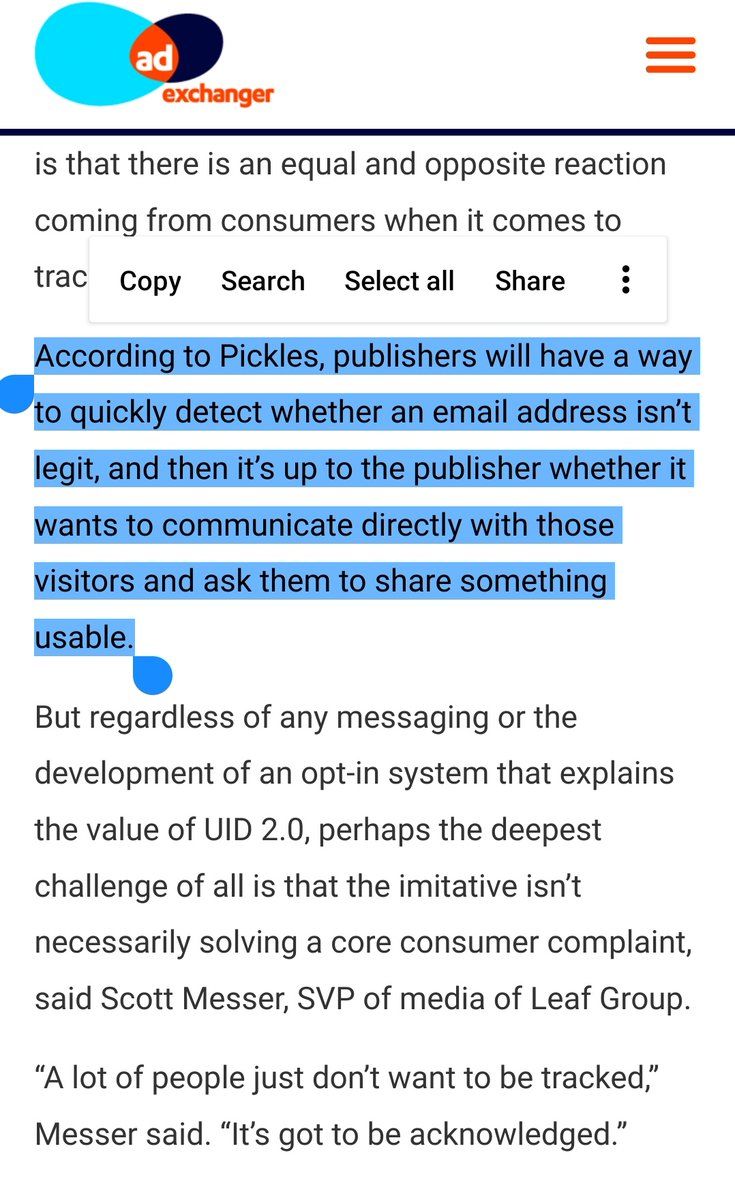 ad
exchanger
is that there is an equal and opposite reaction
coming from consumers when it comes to
trac
Copy Search Select all Share
According to Pickles, publishers will have a way
to quickly detect whether an email address isn’t
legit, and then it’s up to the publisher whether it
wants to communicate directly with those
visitors and ask them to share something
usable.
But regardless of any messaging or the
development of an opt-in system that explains
the value of UID 2.0, perhaps the deepest
challenge of all is that the imitative isn’t
necessarily solving a core consumer complaint,
said Scott Messer, SVP of media of Leaf Group.
“A lot of people just don’t want to be tracked,”
Messer said. “It’s got to be acknowledged.”